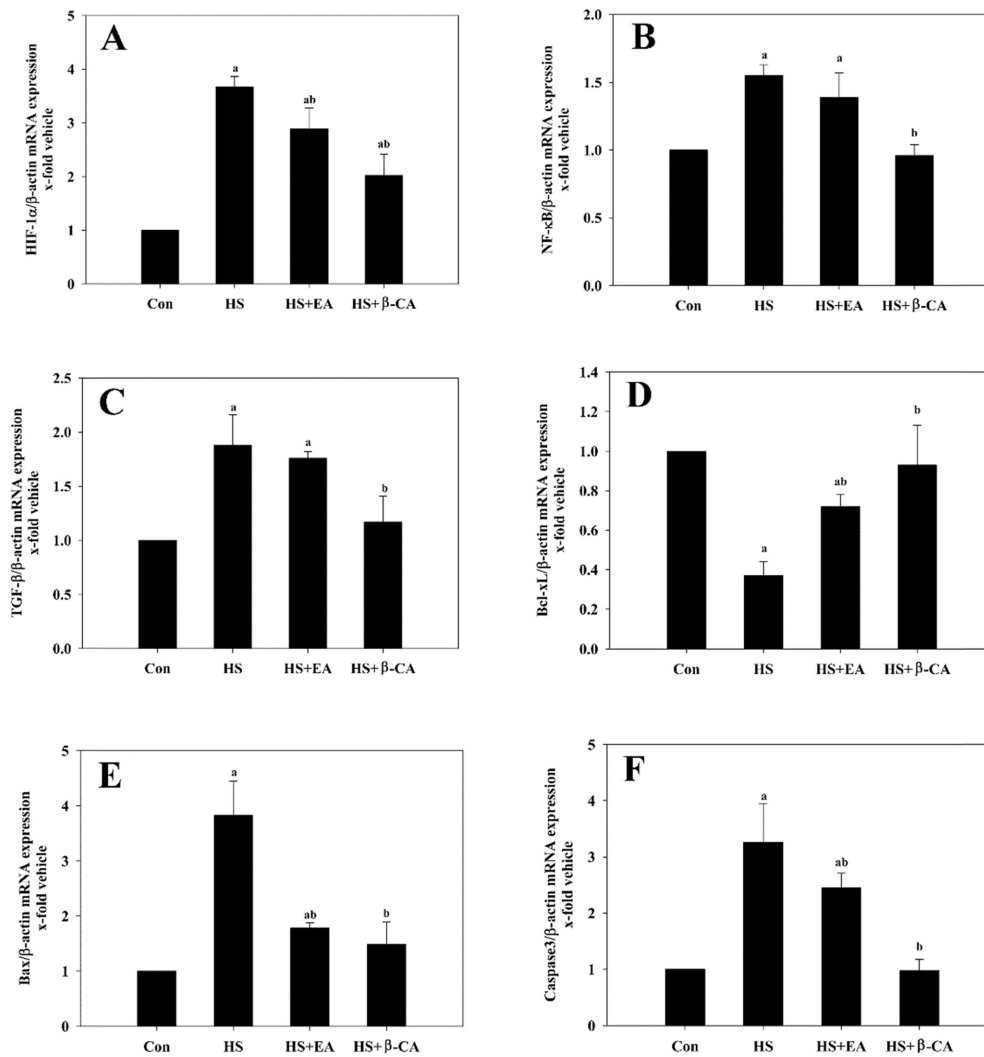 A
HIF-1α/β-actin mRNA expression
x-fold vehicle
5
4
3
2
1
0
a
ab
ab
Con HS HS+EA HS+β-CA
B
NF-κB/β-actin mRNA expression
x-fold vehicle
2.0
1.5
1.0
0.5
0.0
a
a
b
Con HS HS+EA HS+β-CA
C
TGF-β/β-actin mRNA expression
x-fold vehicle
2.5
2.0
1.5
1.0
0.5
0.0
a
a
b
Con HS HS+EA HS+β-CA
D
Bcl-xL/β-actin mRNA expression
x-fold vehicle
1.4
1.2
1.0
0.8
0.6
0.4
0.2
0.0
a
ab
b
Con HS HS+EA HS+β-CA
E
Bax/β-actin mRNA expression
x-fold vehicle
5
4
3
2
1
0
a
ab
b
Con HS HS+EA HS+β-CA
F
Caspase3/β-actin mRNA expression
x-fold vehicle
5
4
3
2
1
0
a
ab
b
Con HS HS+EA HS+β-CA